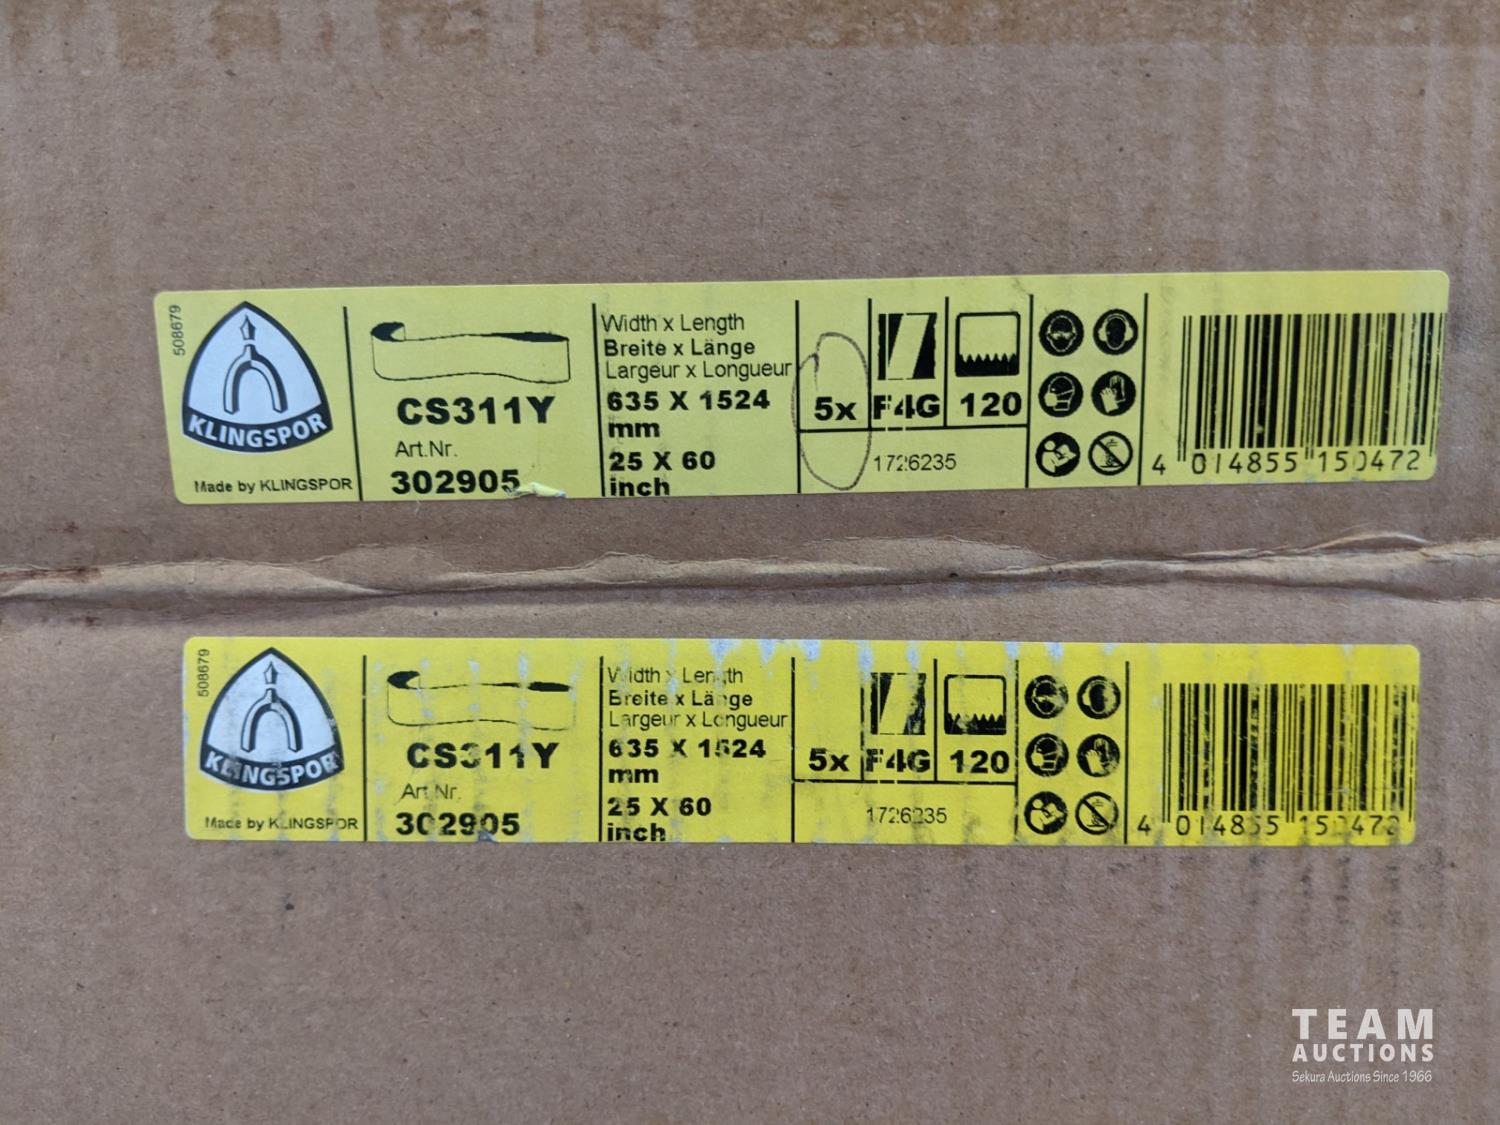 508679
KLINGSPOR
Made by KLINGSPOR
CS311Y
Art.Nr.
302905
Width x Length
Breite x Länge
Largeur x Longueur
635 X 1524
mm
25 X 60
inch
5x
F4G
120
1726235
4 014855 150472
508679
KLINGSPOR
Made by KLINGSPOR
CS311Y
Art.Nr.
302905
Width x Length
Breite x Länge
Largeur x Longueur
635 X 1524
mm
25 X 60
inch
5x
F4G
120
1726235
4 014855 150472
TEAM
AUCTIONS
Sekura Auctions Since 1966